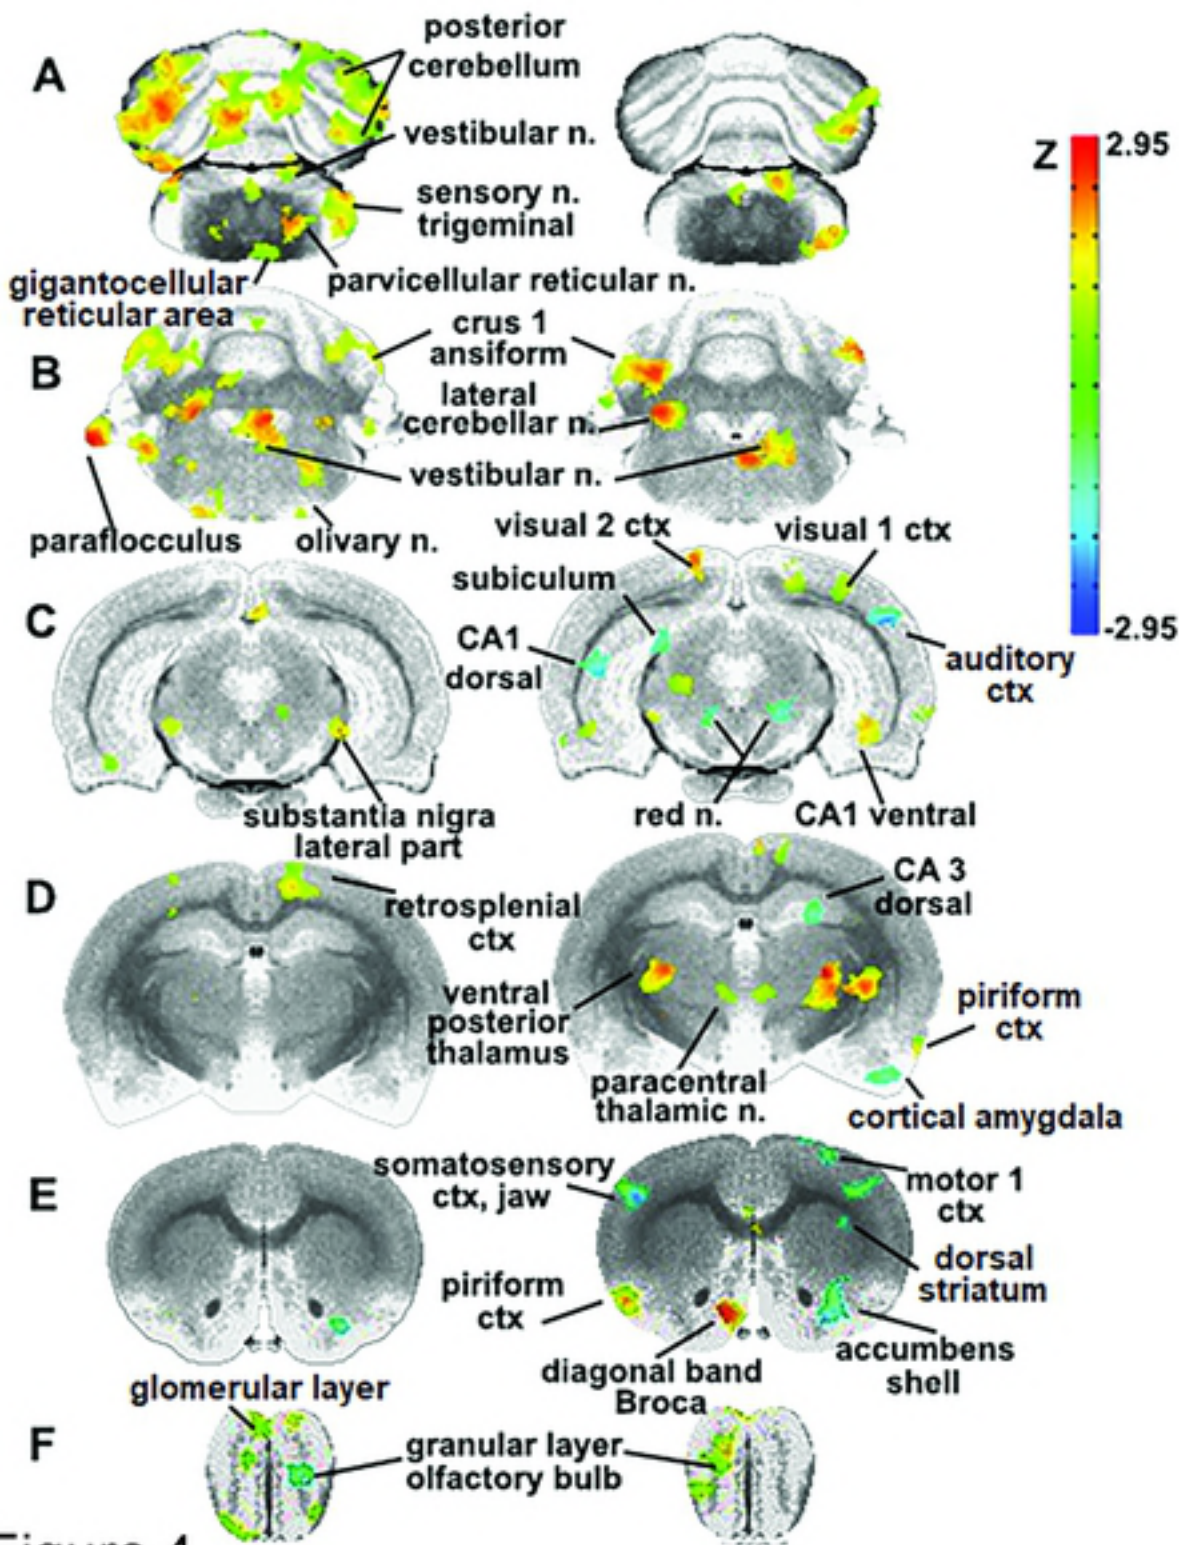 posterior
cerebellum
A
vestibular n.
Z
2.95
sensory n.
trigeminal
gigantocellular
reticular area
parvicellular reticular n.
crus 1
ansiform
B
lateral
cerebellar n.
vestibular n.
paraflocculus
olivary n.
visual 2 ctx
visual 1 ctx
subiculum
-2.95
C
CA1
dorsal
auditory
ctx
substantia nigra
lateral part
red n.
CA1 ventral
D
CA 3
dorsal
retrosplenial
ctx
ventral
posterior
thalamus
piriform
ctx
paracentral
thalamic n.
cortical amygdala
E
somatosensory
ctx, jaw
motor 1
ctx
piriform
ctx
dorsal
striatum
diagonal band
Broca
accumbens
shell
glomerular layer
F
granular layer
olfactory bulb